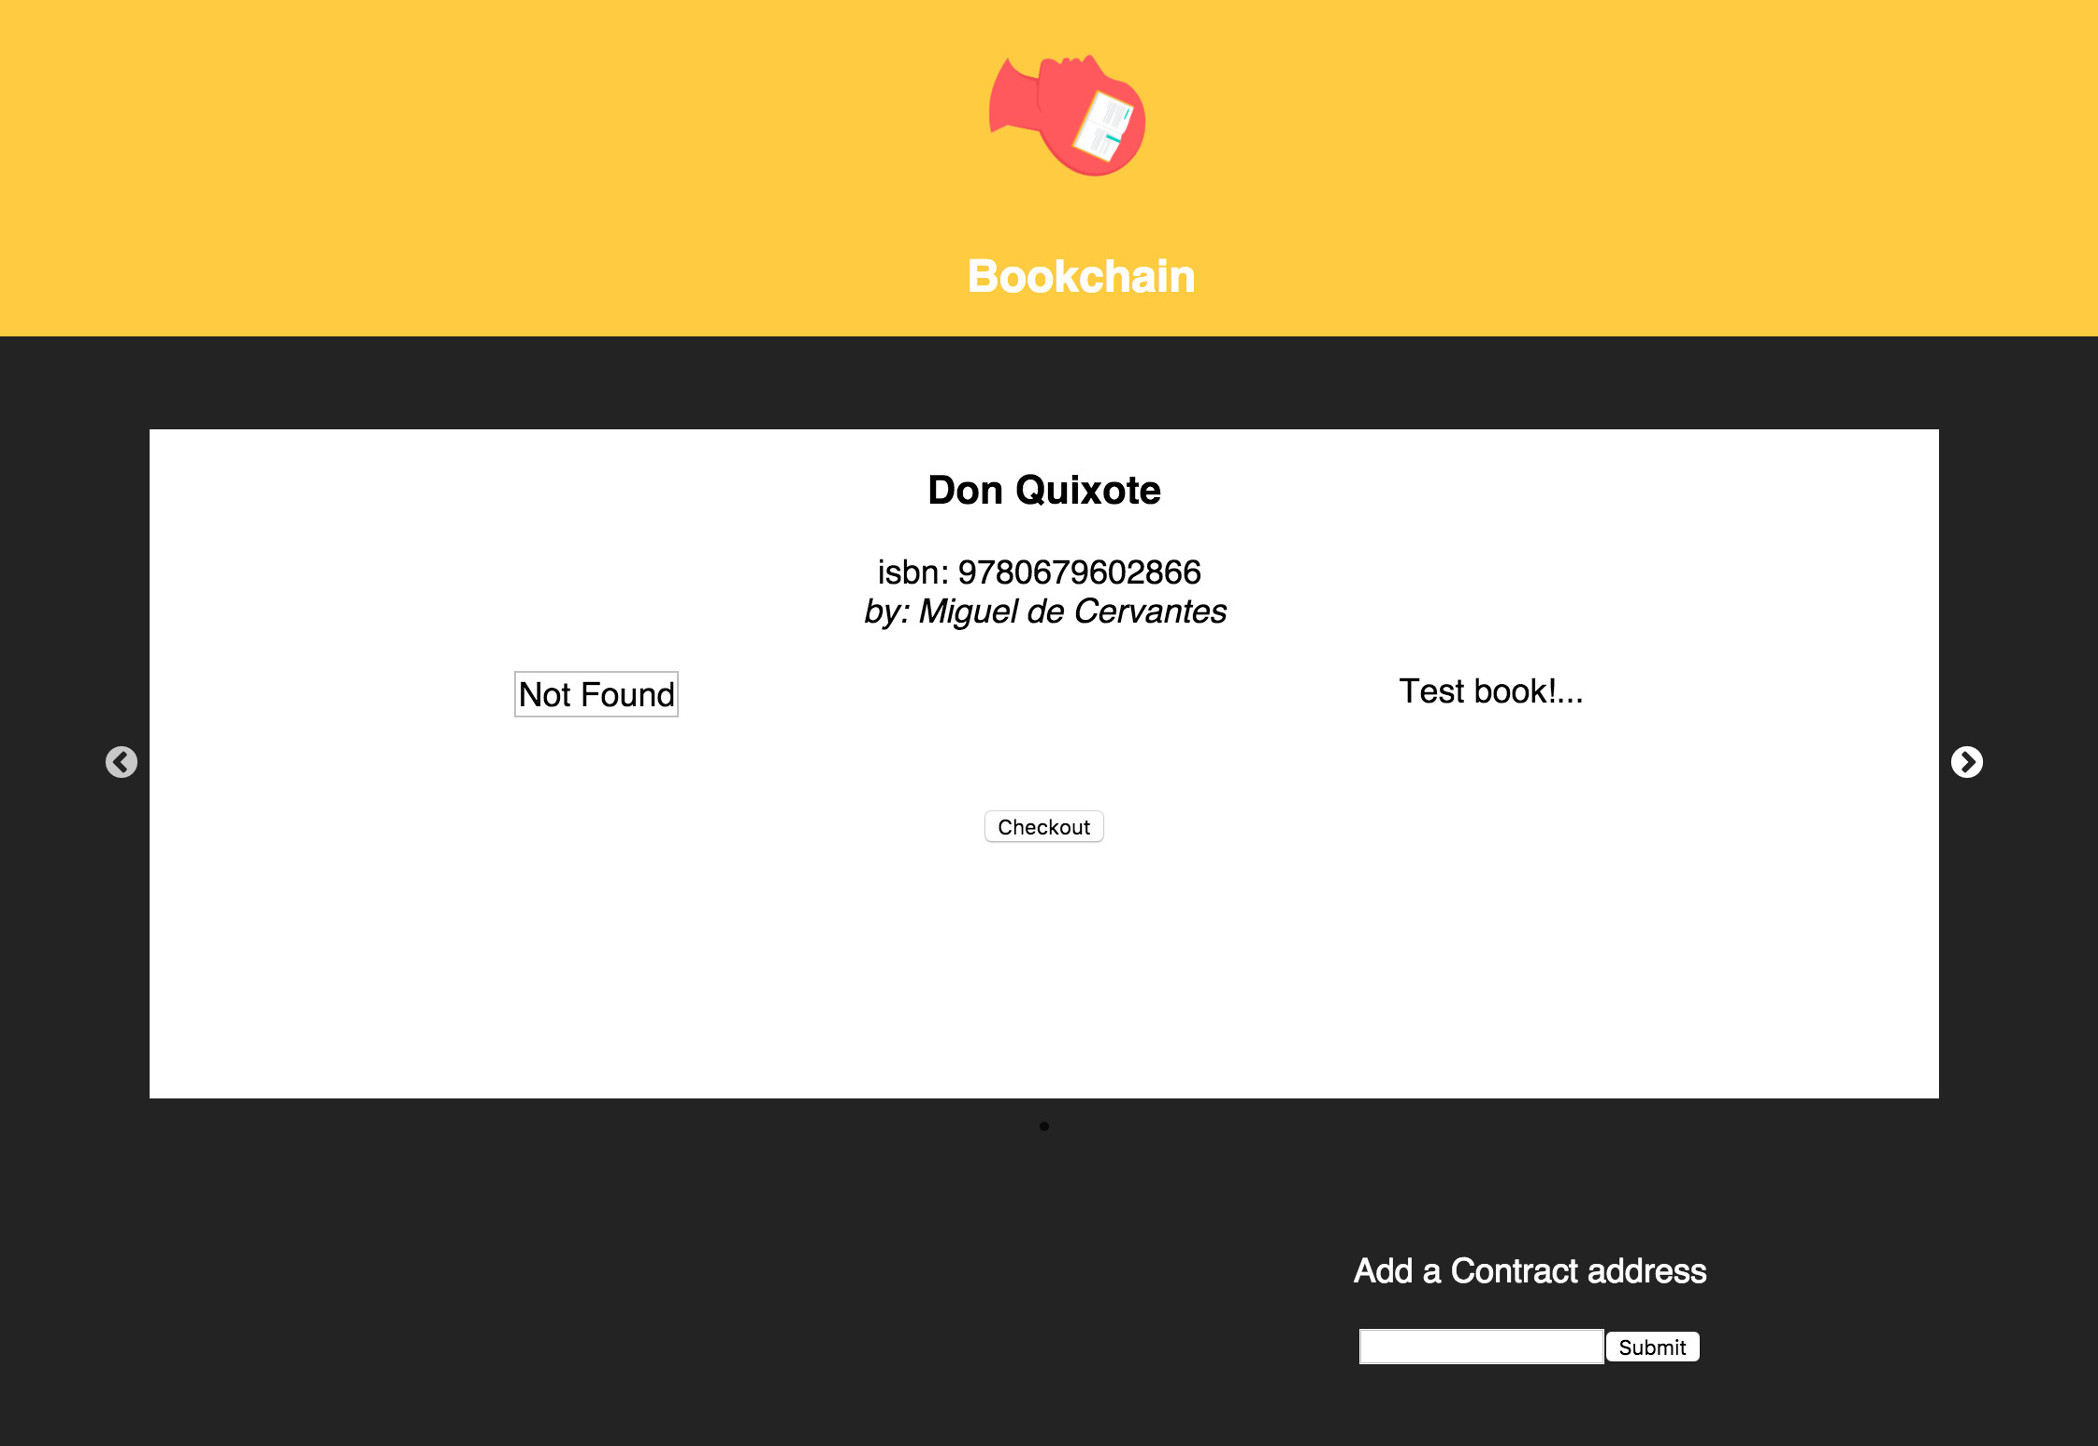 Bookchain
Don Quixote
isbn: 9780679602866
by: Miguel de Cervantes
Not Found
Test book!...
Checkout
Add a Contract address
Submit